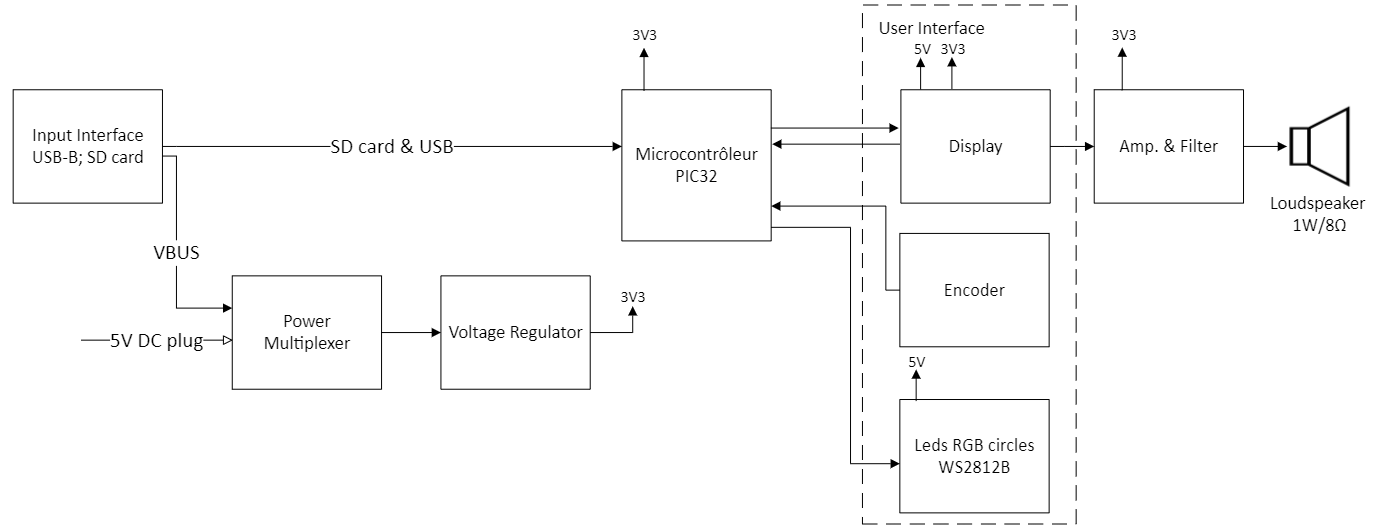 User Interface
3V3
5V 3V3
3V3
Input Interface
USB-B; SD card
SD card & USB
Microcontrôleur
PIC32
Display
Amp. & Filter
Loudspeaker
1W/8Ω
VBUS
Encoder
3V3
Power
Multiplexer
Voltage Regulator
5V DC plug
5V
Leds RGB circles
WS2812B